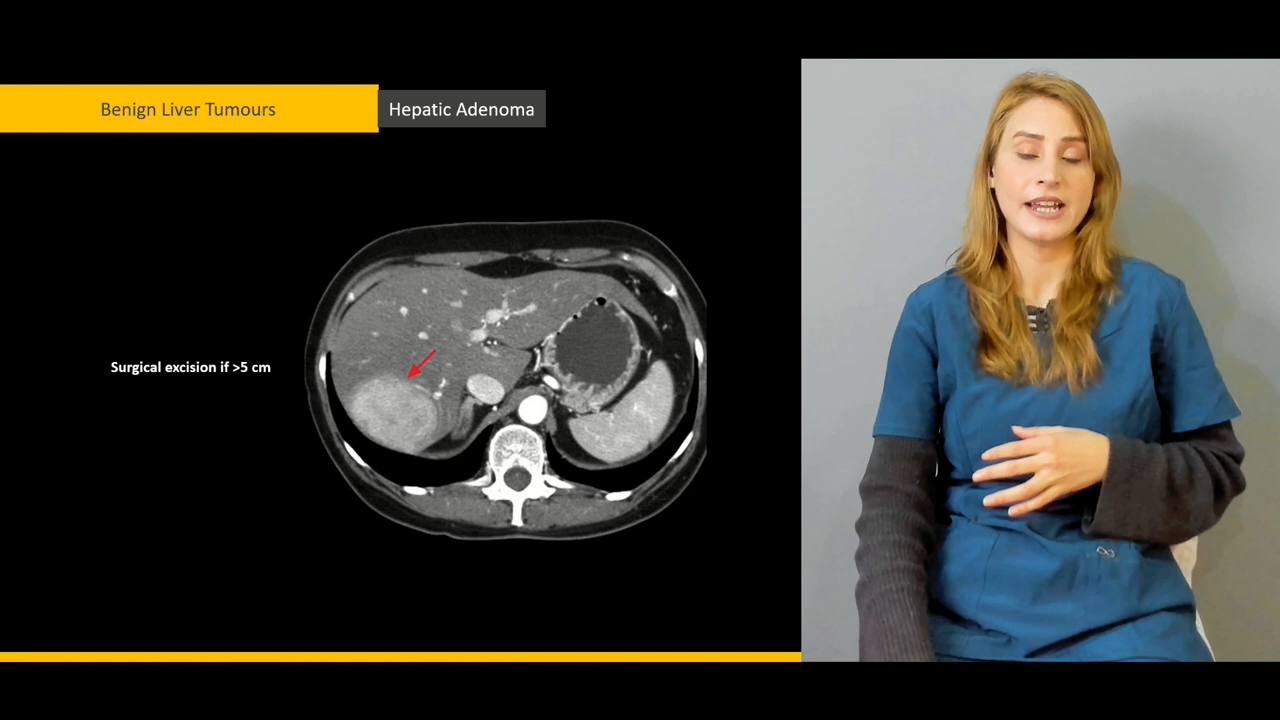 Benign Liver Tumours
Hepatic Adenoma
Surgical excision if >5 cm